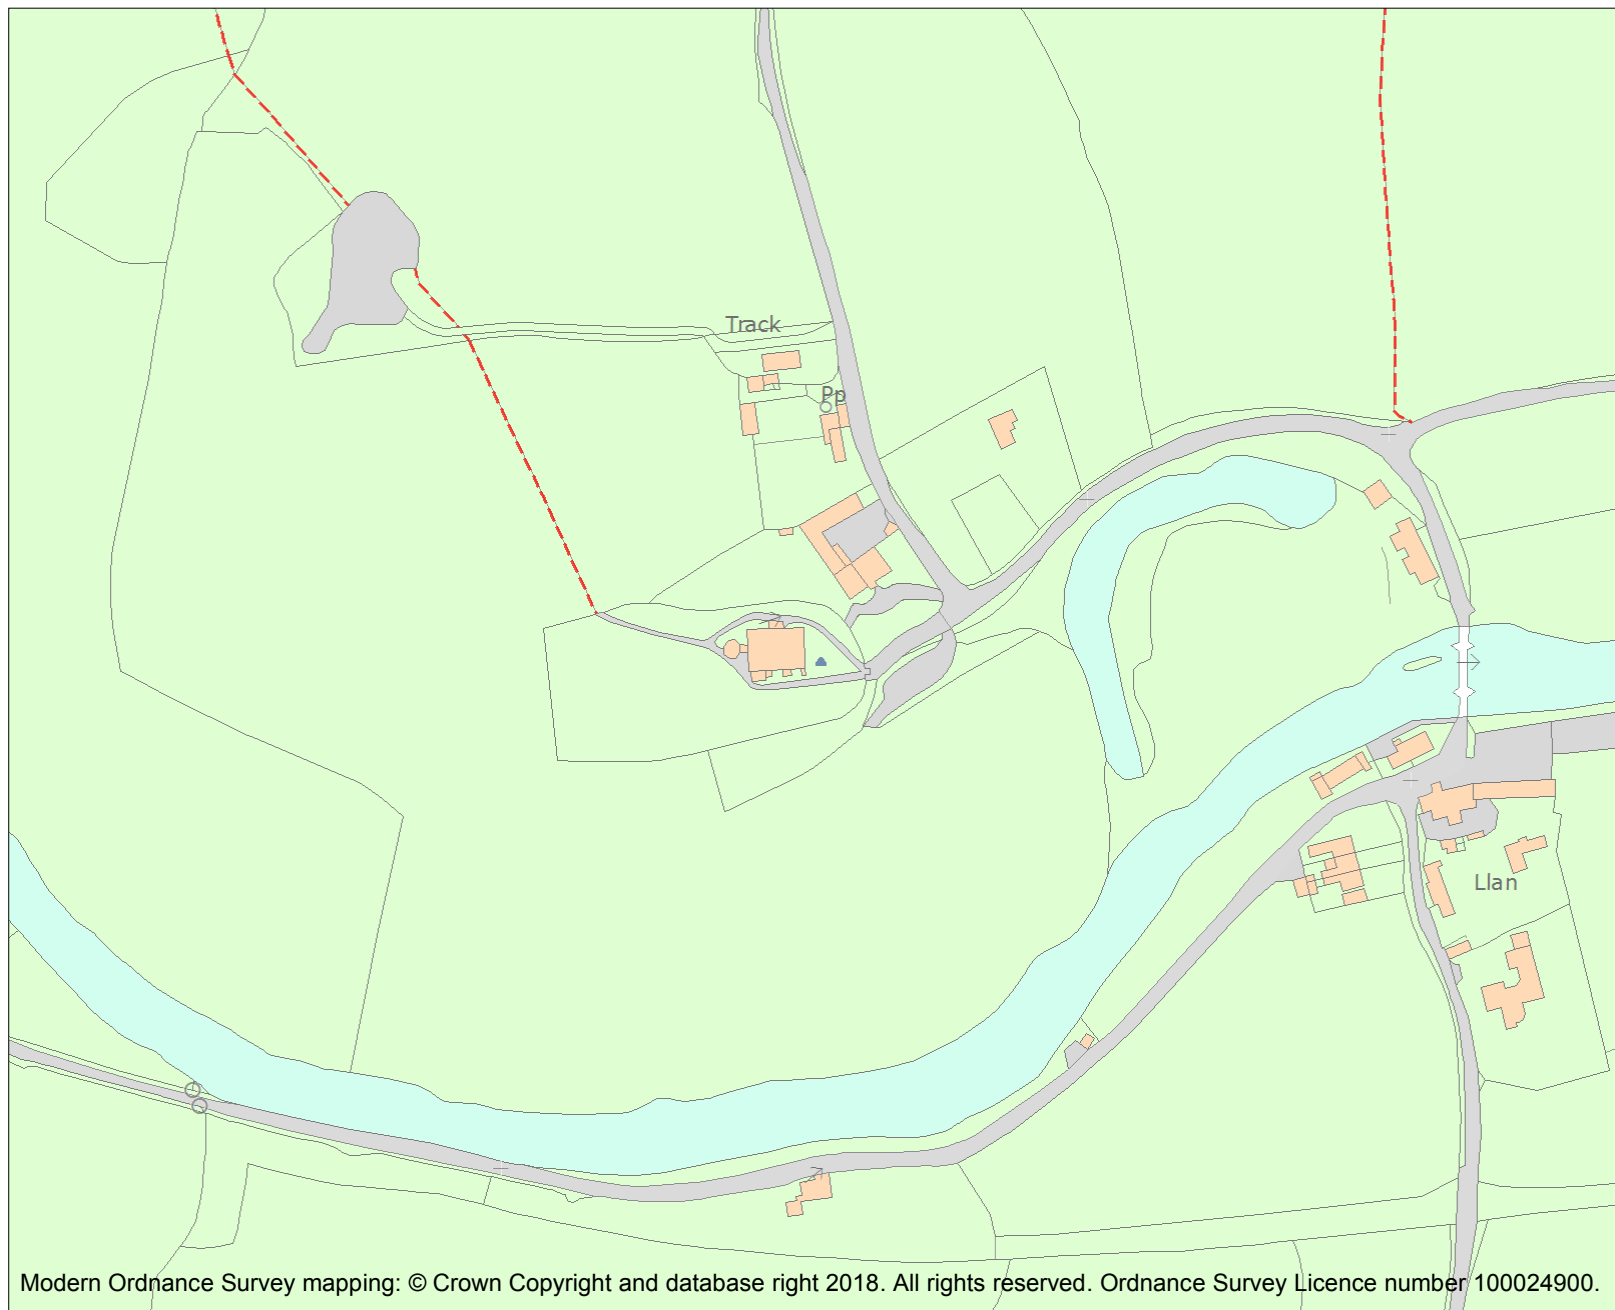 Track
Pp
Llan
Modern Ordnance Survey mapping: © Crown Copyright and database right 2018. All rights reserved. Ordnance Survey Licence number 100024900.